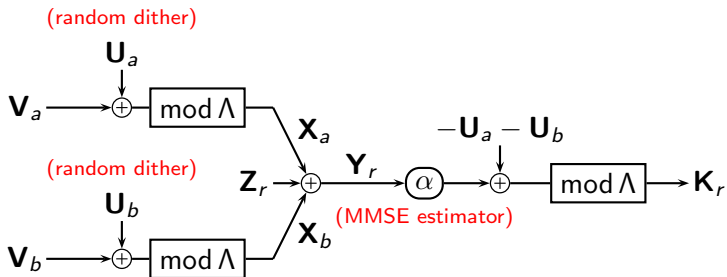 (random dither)
U_a
V_a + mod Λ
X_a
−U_a − U_b
(random dither)
Z_r + Y_r α + mod Λ K_r
(MMSE estimator)
U_b
X_b
V_b + mod Λ